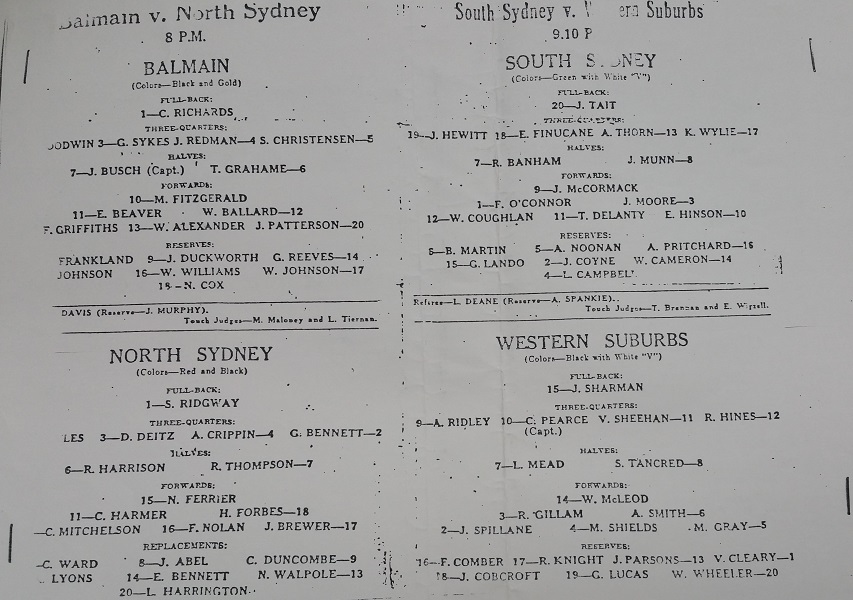 Balmain v. North Sydney
8 P.M.
BALMAIN
(Colors—Black and Gold)
FULL-BACK:
1—C. RICHARDS
THREE-QUARTERS:
3—G. SYKES J. REDMAN—4 S. CHRISTENSEN—5
HALVES:
7—J. BUSCH (Capt.) T. GRAHAME—6
FORWARDS:
10—M. FITZGERALD
11—E. BEAVER W. BALLARD—12
F. GRIFFITHS 13—W. ALEXANDER J. PATTERSON—20
RESERVES:
FRANKLAND 9—J. DUCKWORTH G. REEVES—14
JOHNSON 16—W. WILLIAMS W. JOHNSON—17
18—N. COX
DAVIS (Reserve—J. MURPHY).
Touch Judges—M. Maloney and L. Tiernan.
NORTH SYDNEY
(Colors—Red and Black)
FULL-BACK:
1—S. RIDGWAY
THREE-QUARTERS:
LES 3—D. DEITZ A. CRIPPIN—4 G. BENNETT—2
HALVES:
6—R. HARRISON R. THOMPSON—7
FORWARDS:
15—N. FERRIER
11—C. HARMER H. FORBES—18
—C. MITCHELSON 16—F. NOLAN J. BREWER—17
REPLACEMENTS:
—C. WARD 8—J. ABEL C. DUNCOMBE—9
LYONS 14—E. BENNETT N. WALPOLE—13
20—L. HARRINGTON
South Sydney v. Suburbs
9.10 P
SOUTH
(Colors—Green with White "V")
FULL-BACK:
20—J. TAIT
THREE-QUARTERS:
19—J. HEWITT 18—E. FINUCANE A. THORN—13 K. WYLIE—17
HALVES:
7—R. BANHAM J. MUNN—8
FORWARDS:
9—J. McCORMACK
1—F. O'CONNOR J. MOORE—3
12—W. COUGHLAN 11—T. DELANTY E. HINSON—10
RESERVES:
6—B. MARTIN 5—A. NOONAN A. PRITCHARD—16
15—G. LANDO 2—J. COYNE W. CAMERON—14
4—L. CAMPBEL
Referee—L. DEANE (Reserve—A. SPANKIE).
Touch Judges—T. Brennan and E.
WESTERN SUBURBS
(Colors—Black with White "V")
FULL-BACK:
15—J. SHARMAN
THREE-QUARTERS:
9—A. RIDLEY 10—C. PEARCE V. SHEEHAN—11 R. HINES—12
(Capt.)
HALVES:
7—L. MEAD S. TANCRED—8
FORWARDS:
14—W. McLEOD
3—R. GILLAM A. SMITH—6
2—J. SPILLANE 4—M. SHIELDS M. GRAY—5
RESERVES:
16—F. COMBER 17—R. KNIGHT J. PARSONS—13 V. CLEARY—1
18—J. COBCROFT 19—G. LUCAS W. WHEELER—20